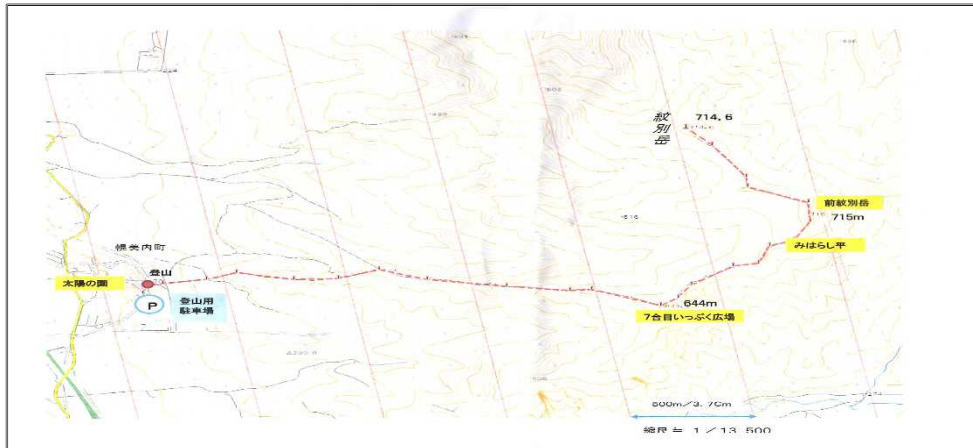 紋別岳
714.6
前紋別岳
715m
みはらし平
幌美内町
登山
太陽の園
P
登山用
駐車場
644m
7合目いっぷく広場
500m/3.7cm
縮尺≒ 1/13,500